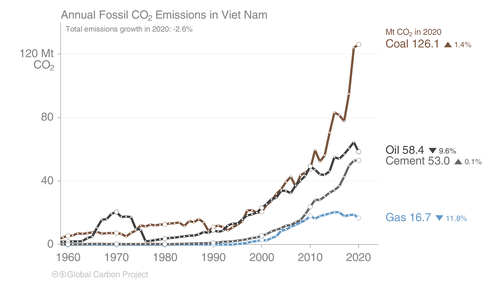 Annual Fossil CO₂ Emissions in Viet Nam
Total emissions growth in 2020: -2.6%
Mt CO₂ in 2020
Coal 126.1 ▲ 1.4%
120 Mt
CO₂
80
Oil 58.4 ▼ 9.6%
Cement 53.0 ▲ 0.1%
40
Gas 16.7 ▼ 11.8%
0
1960 1970 1980 1990 2000 2010 2020
Global Carbon Project